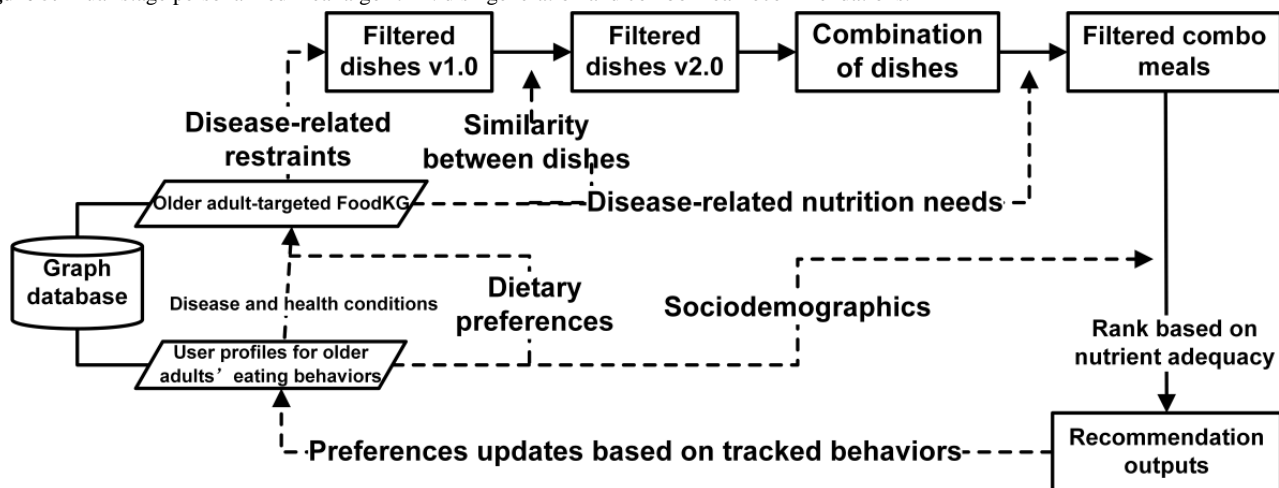 Filtered
dishes v1.0
Filtered
dishes v2.0
Combination
of dishes
Filtered combo
meals
Disease-related
restraints
Similarity
between dishes
Older adult-targeted FoodKG
Disease-related nutrition needs
Graph
database
Disease and health conditions
Dietary
preferences
Sociodemographics
Rank based on
nutrient adequacy
User profiles for older
adults’ eating behaviors
Preferences updates based on tracked behaviors
Recommendation
outputs